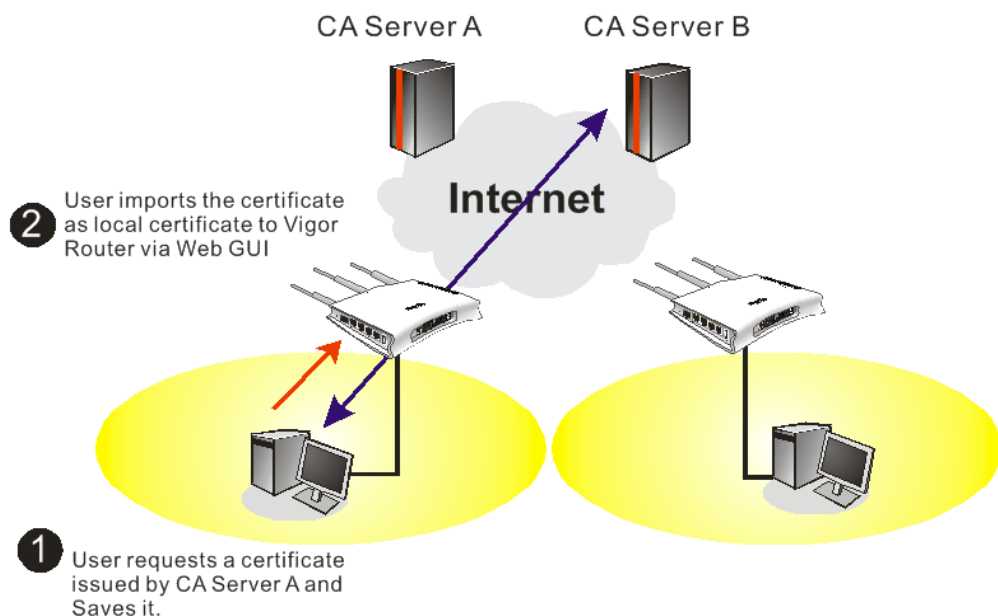 CA Server A
CA Server B
Internet
2
User imports the certificate
as local certificate to Vigor
Router via Web GUI
1
User requests a certificate
issued by CA Server A and
Saves it.